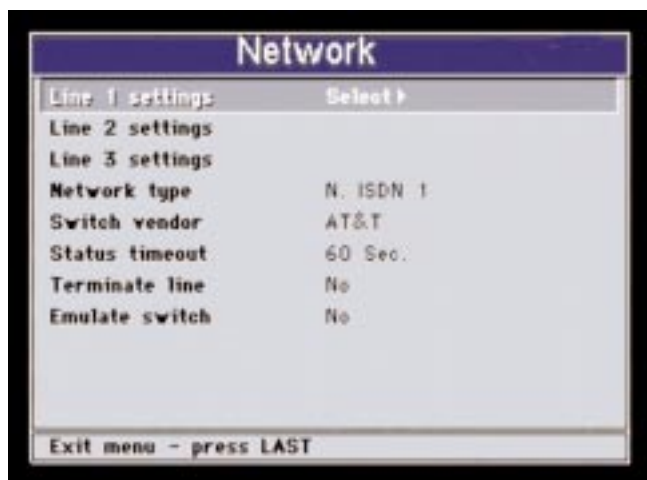 Network
Line 1 settings Select
Line 2 settings
Line 3 settings
Network type N. ISDN 1
Switch vendor AT&T
Status timeout 60 Sec.
Terminate line No
Emulate switch No
Exit menu - press LAST